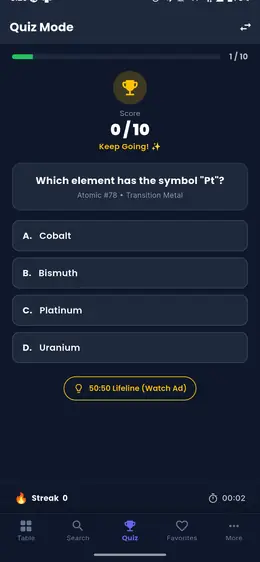 Quiz Mode
1 / 10
Score
0/10
Keep Going! ✨
Which element has the symbol "Pt"?
Atomic #78 • Transition Metal
A. Cobalt
B. Bismuth
C. Platinum
D. Uranium
50:50 Lifeline (Watch Ad)
🔥 Streak 0
00:02
Table
Search
Quiz
Favorites
More